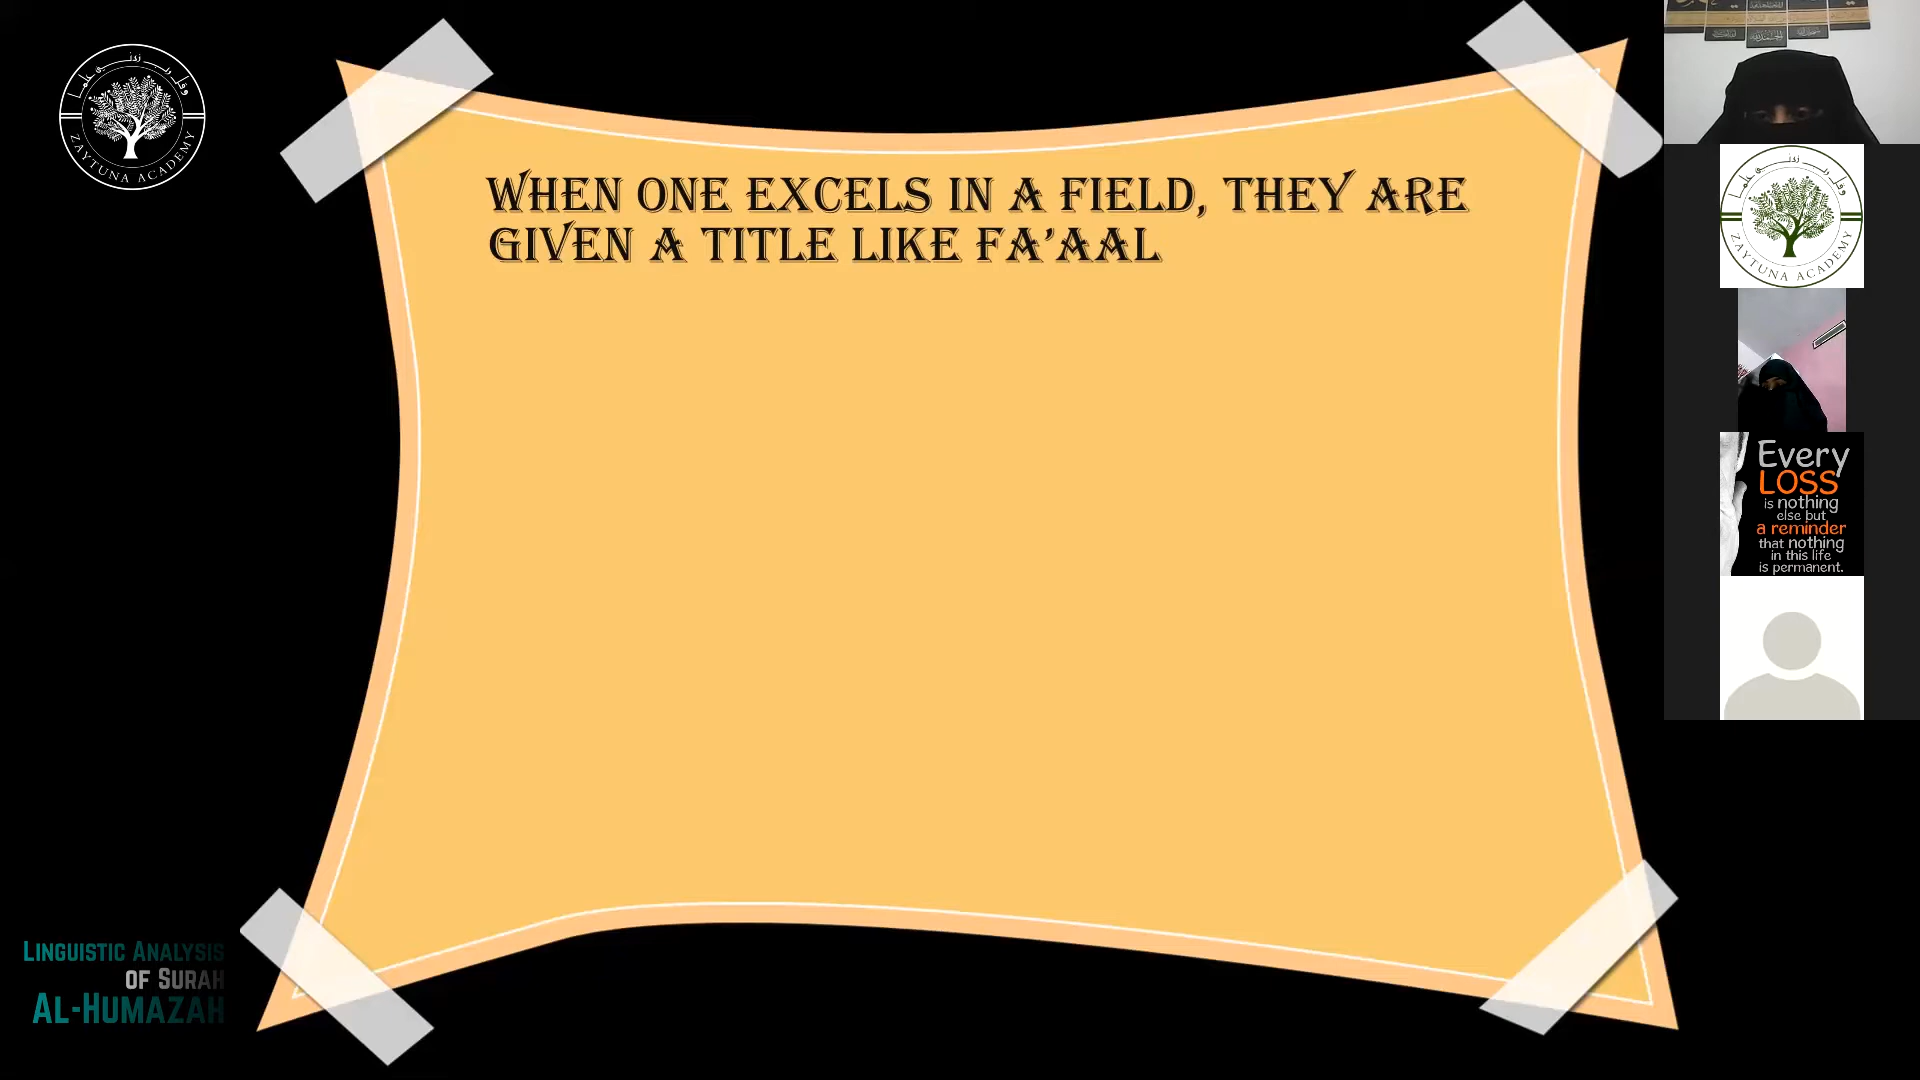 ZAYTUNA ACADEMY
WHEN ONE EXCELS IN A FIELD, THEY ARE
GIVEN A TITLE LIKE FA'AAL
LINGUISTIC ANALYSIS
OF SURAH
AL-HUMAZAH
ZAYTUNA ACADEMY
Every
LOSS
is nothing
else but
a reminder
that nothing
in this life
is permanent.